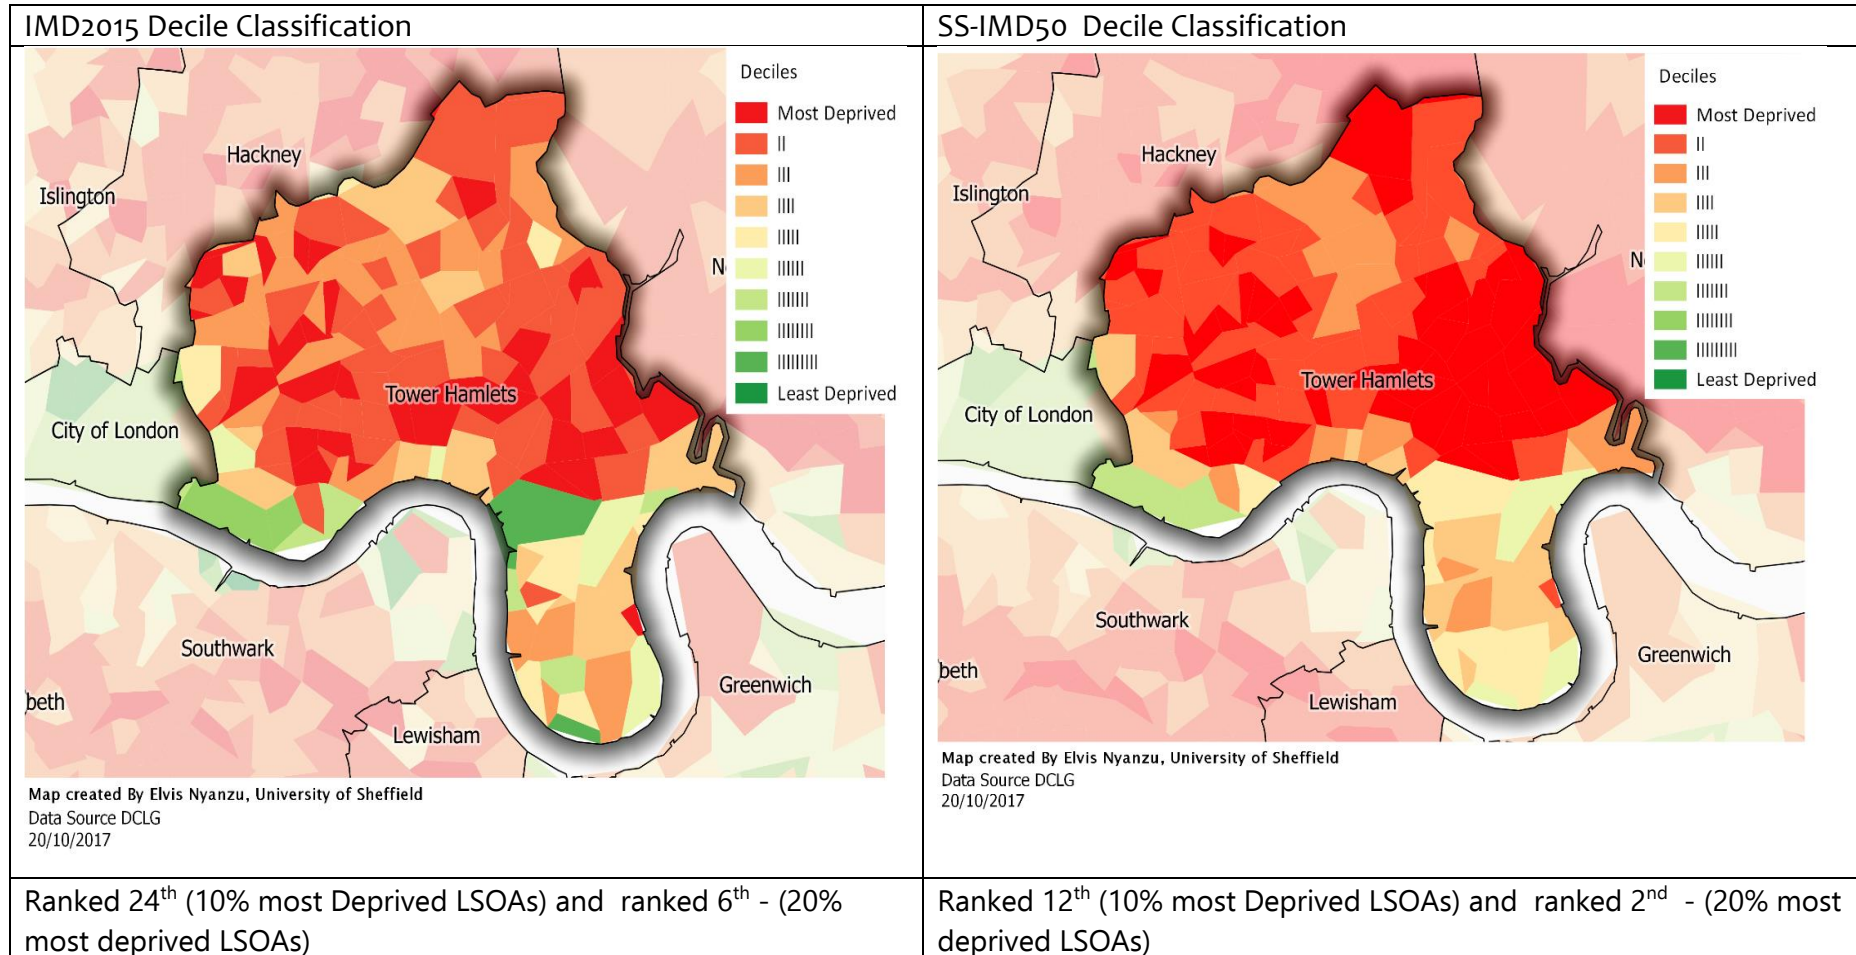 IMD2015 Decile Classification
Deciles
Most Deprived
II
III
IIII
IIIII
IIIIII
IIIIIII
IIIIIIII
IIIIIIIII
Least Deprived
Hackney
Islington
N
Tower Hamlets
City of London
Southwark
beth
Lewisham
Greenwich
Map created By Elvis Nyanzu, University of Sheffield
Data Source DCLG
20/10/2017
Ranked 24th (10% most Deprived LSOAs) and ranked 6th - (20%
most deprived LSOAs)
SS-IMD50 Decile Classification
Deciles
Most Deprived
II
III
IIII
IIIII
IIIIII
IIIIIII
IIIIIIII
IIIIIIIII
Least Deprived
Hackney
Islington
N
Tower Hamlets
City of London
Southwark
beth
Lewisham
Greenwich
Map created By Elvis Nyanzu, University of Sheffield
Data Source DCLG
20/10/2017
Ranked 12th (10% most Deprived LSOAs) and ranked 2nd - (20% most
deprived LSOAs)